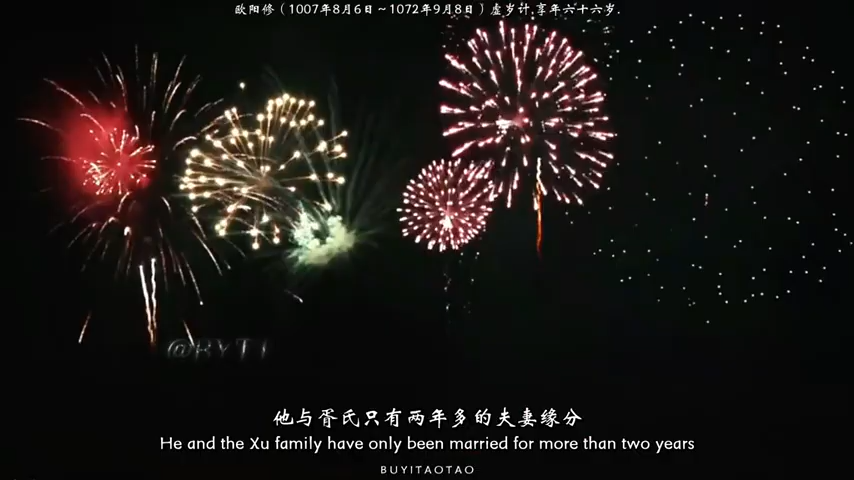 欧阳修（1007年8月6日～1072年9月8日）虚岁计,享年六十六岁.
@BYTT
他与胥氏只有两年多的夫妻缘分
He and the Xu family have only been married for more than two years
BUYITAOTAO